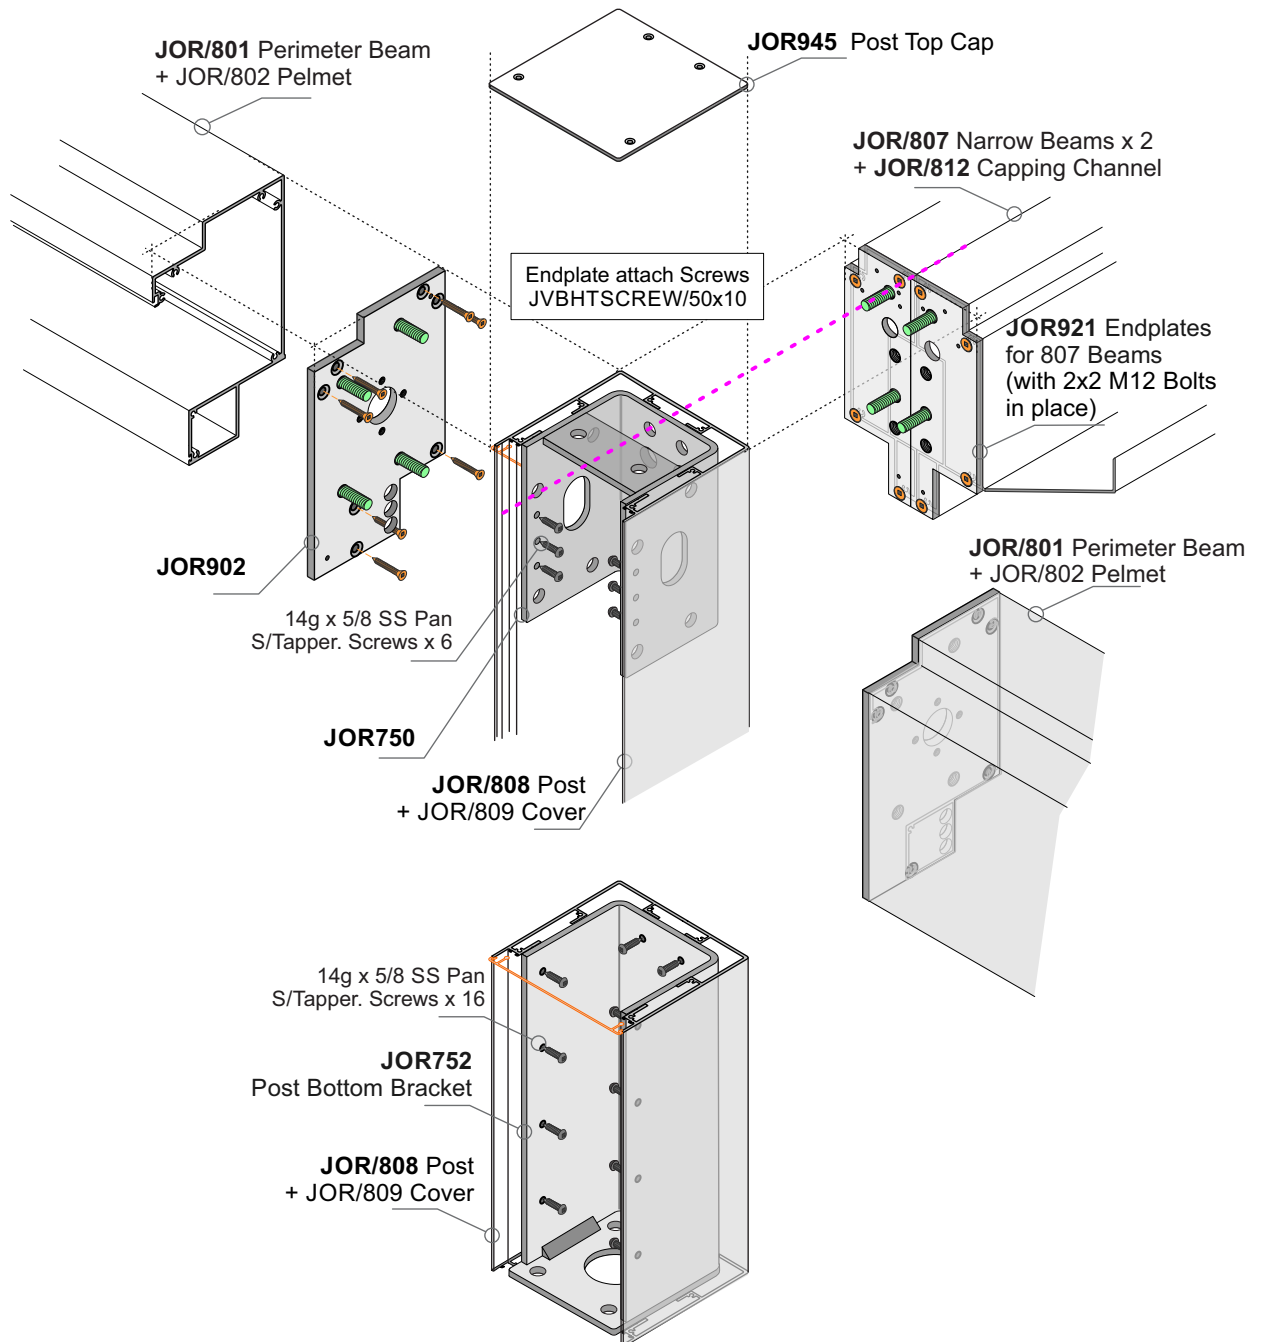 JOR/801 Perimeter Beam
+ JOR/802 Pelmet
JOR945 Post Top Cap
JOR/807 Narrow Beams x 2
+ JOR/812 Capping Channel
Endplate attach Screws
JVBHTSCREW/50x10
JOR921 Endplates
for 807 Beams
(with 2x2 M12 Bolts
in place)
JOR902
14g x 5/8 SS Pan
S/Tapper. Screws x 6
JOR/801 Perimeter Beam
+ JOR/802 Pelmet
JOR750
JOR/808 Post
+ JOR/809 Cover
14g x 5/8 SS Pan
S/Tapper. Screws x 16
JOR752
Post Bottom Bracket
JOR/808 Post
+ JOR/809 Cover